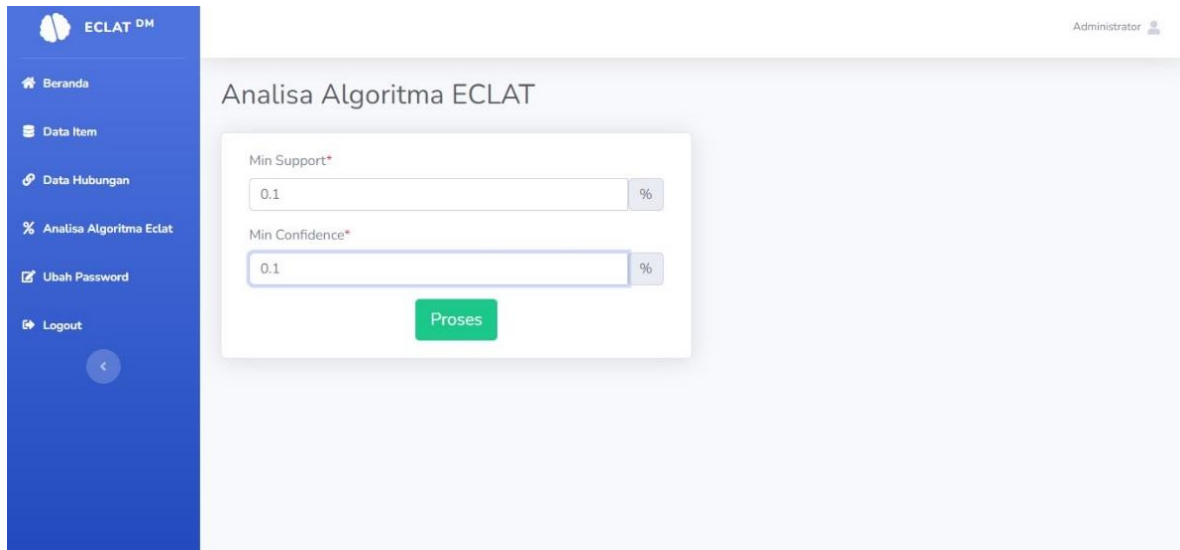 ECLAT DM
Administrator
Beranda
Data Item
Data Hubungan
Analisa Algoritma Eclat
Ubah Password
Logout
Analisa Algoritma ECLAT
Min Support*
0.1 %
Min Confidence*
0.1 %
Proses